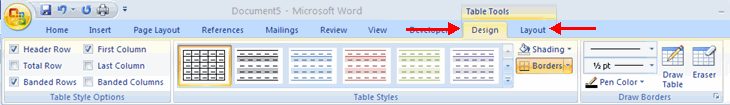 Document5 - Microsoft Word
Table Tools
Home Insert Page Layout References Mailings Review View Developer Design Layout
Header Row First Column
Total Row Last Column
Banded Rows Banded Columns
Table Style Options
Table Styles
Shading
Borders
½ pt
Pen Color
Draw Table
Eraser
Draw Borders